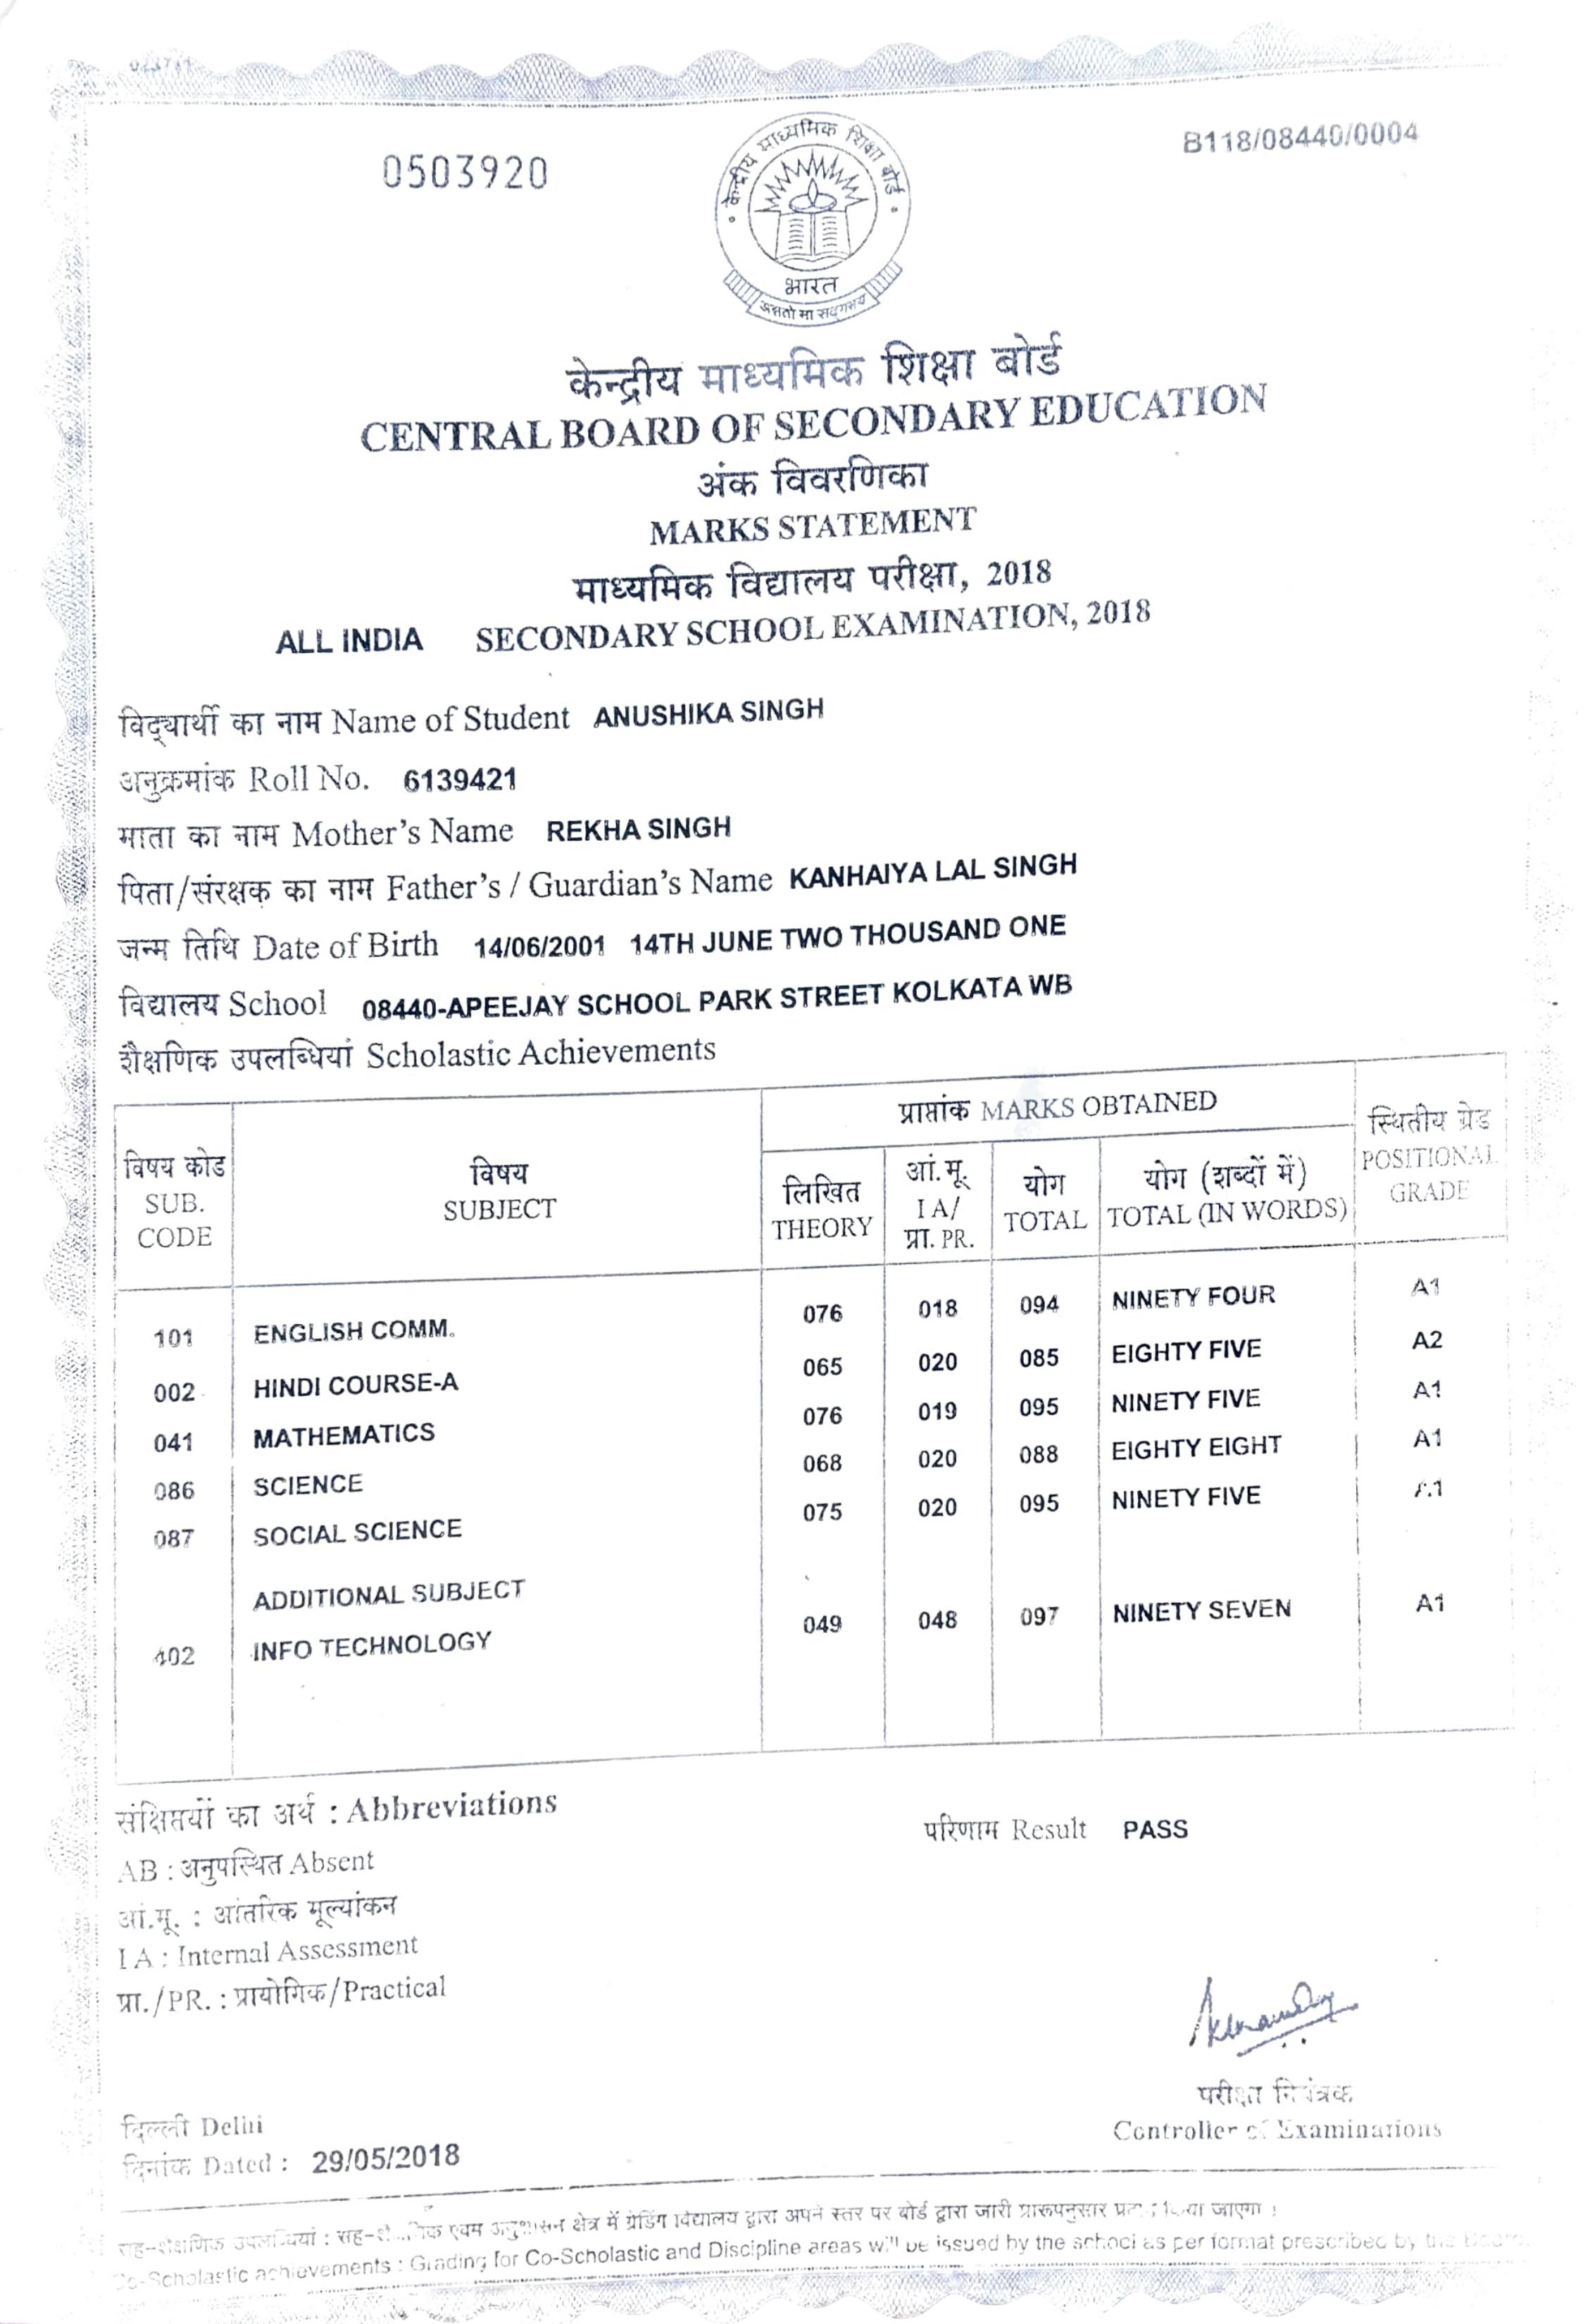 0503920
B118/08440/0004
केन्द्रीय माध्यमिक शिक्षा बोर्ड
भारत
असतो मा सद्गमय
केन्द्रीय माध्यमिक शिक्षा बोर्ड
CENTRAL BOARD OF SECONDARY EDUCATION
अंक विवरणिका
MARKS STATEMENT
माध्यमिक विद्यालय परीक्षा, 2018
ALL INDIA SECONDARY SCHOOL EXAMINATION, 2018
विद्यार्थी का नाम Name of Student ANUSHIKA SINGH
अनुक्रमांक Roll No. 6139421
माता का नाम Mother's Name REKHA SINGH
पिता/संरक्षक का नाम Father's / Guardian's Name KANHAIYA LAL SINGH
जन्म तिथि Date of Birth 14/06/2001 14TH JUNE TWO THOUSAND ONE
विद्यालय School 08440-APEEJAY SCHOOL PARK STREET KOLKATA WB
शैक्षणिक उपलब्धियां Scholastic Achievements
विषय कोड SUB. CODE
विषय SUBJECT
प्राप्तांक MARKS OBTAINED
लिखित THEORY
आं.मू. I A/ प्रा. PR.
योग TOTAL
योग (शब्दों में) TOTAL (IN WORDS)
स्थितीय ग्रेड POSITIONAL GRADE
101 ENGLISH COMM. 076 018 094 NINETY FOUR A1
002 HINDI COURSE-A 065 020 085 EIGHTY FIVE A2
041 MATHEMATICS 076 019 095 NINETY FIVE A1
086 SCIENCE 068 020 088 EIGHTY EIGHT A1
087 SOCIAL SCIENCE 075 020 095 NINETY FIVE A1
ADDITIONAL SUBJECT
402 INFO TECHNOLOGY 049 048 097 NINETY SEVEN A1
संक्षिप्तियों का अर्थ : Abbreviations
परिणाम Result PASS
AB : अनुपस्थित Absent
आं.मू. : आंतरिक मूल्यांकन
I A : Internal Assessment
प्रा./PR. : प्रायोगिक/Practical
परीक्षा नियंत्रक
Controller of Examinations
दिल्ली Delhi
दिनांक Dated : 29/05/2018
सह-शैक्षणिक उपलब्धियां : सह-शैक्षणिक एवम अनुशासन क्षेत्र में ग्रेडिंग विद्यालय द्वारा अपने स्तर पर बोर्ड द्वारा जारी प्रारूपनुसार जाएगा ।
Co-Scholastic achievements : Grading for Co-Scholastic and Discipline areas will be issued by the school as per format prescribed by the Board